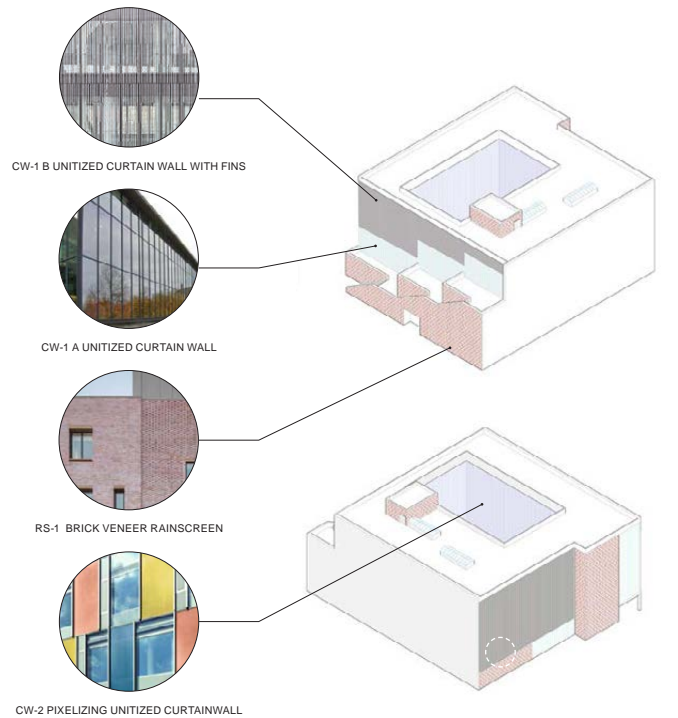 CW-1 B UNITIZED CURTAIN WALL WITH FINS
CW-1 A UNITIZED CURTAIN WALL
RS-1 BRICK VENEER RAINSCREEN
CW-2 PIXELIZING UNITIZED CURTAINWALL